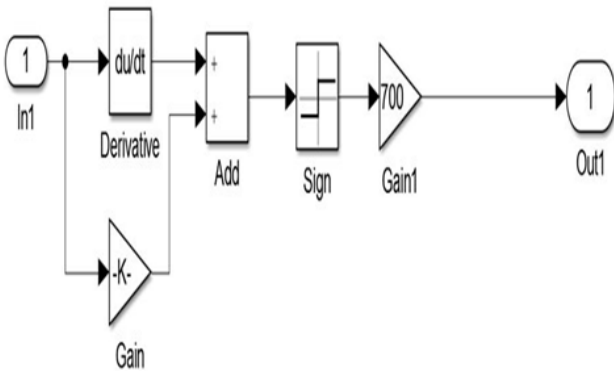 1
In1
du/dt
Derivative
+
+
Add
Sign
700
Gain1
1
Out1
-K-
Gain